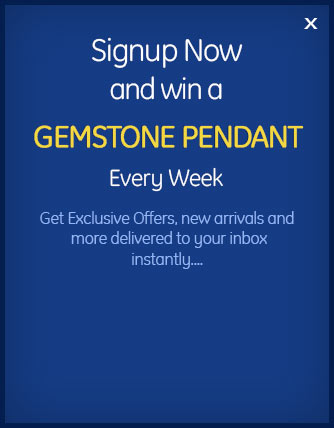 Signup Now
and win a
GEMSTONE PENDANT
Every Week
Get Exclusive Offers, new arrivals and
more delivered to your inbox
instantly....